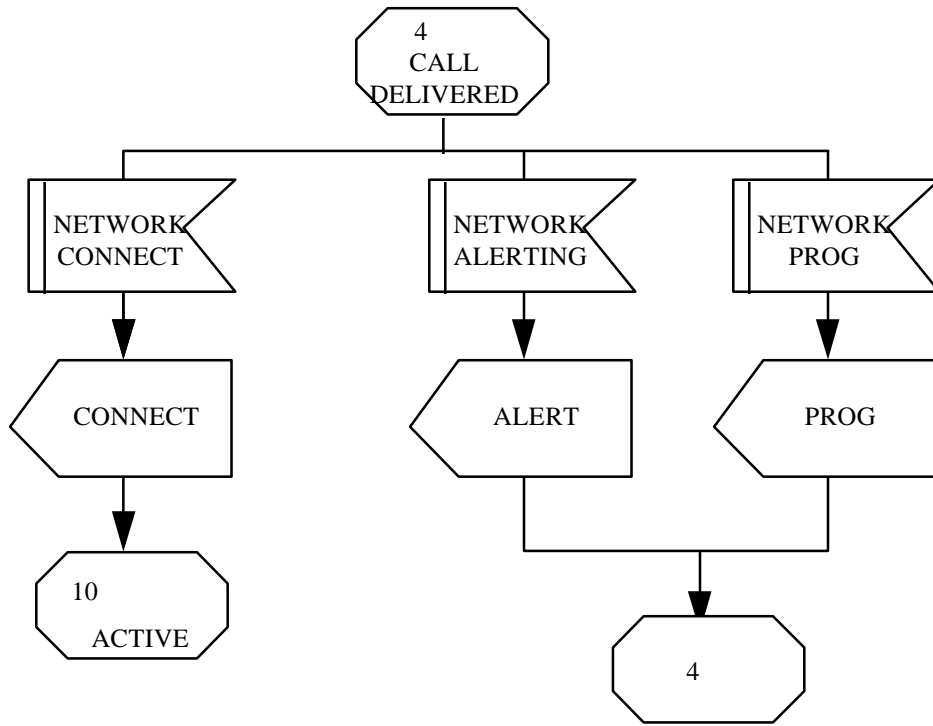 4
CALL
DELIVERED
NETWORK
CONNECT
NETWORK
ALERTING
NETWORK
PROG
CONNECT
ALERT
PROG
10
ACTIVE
4